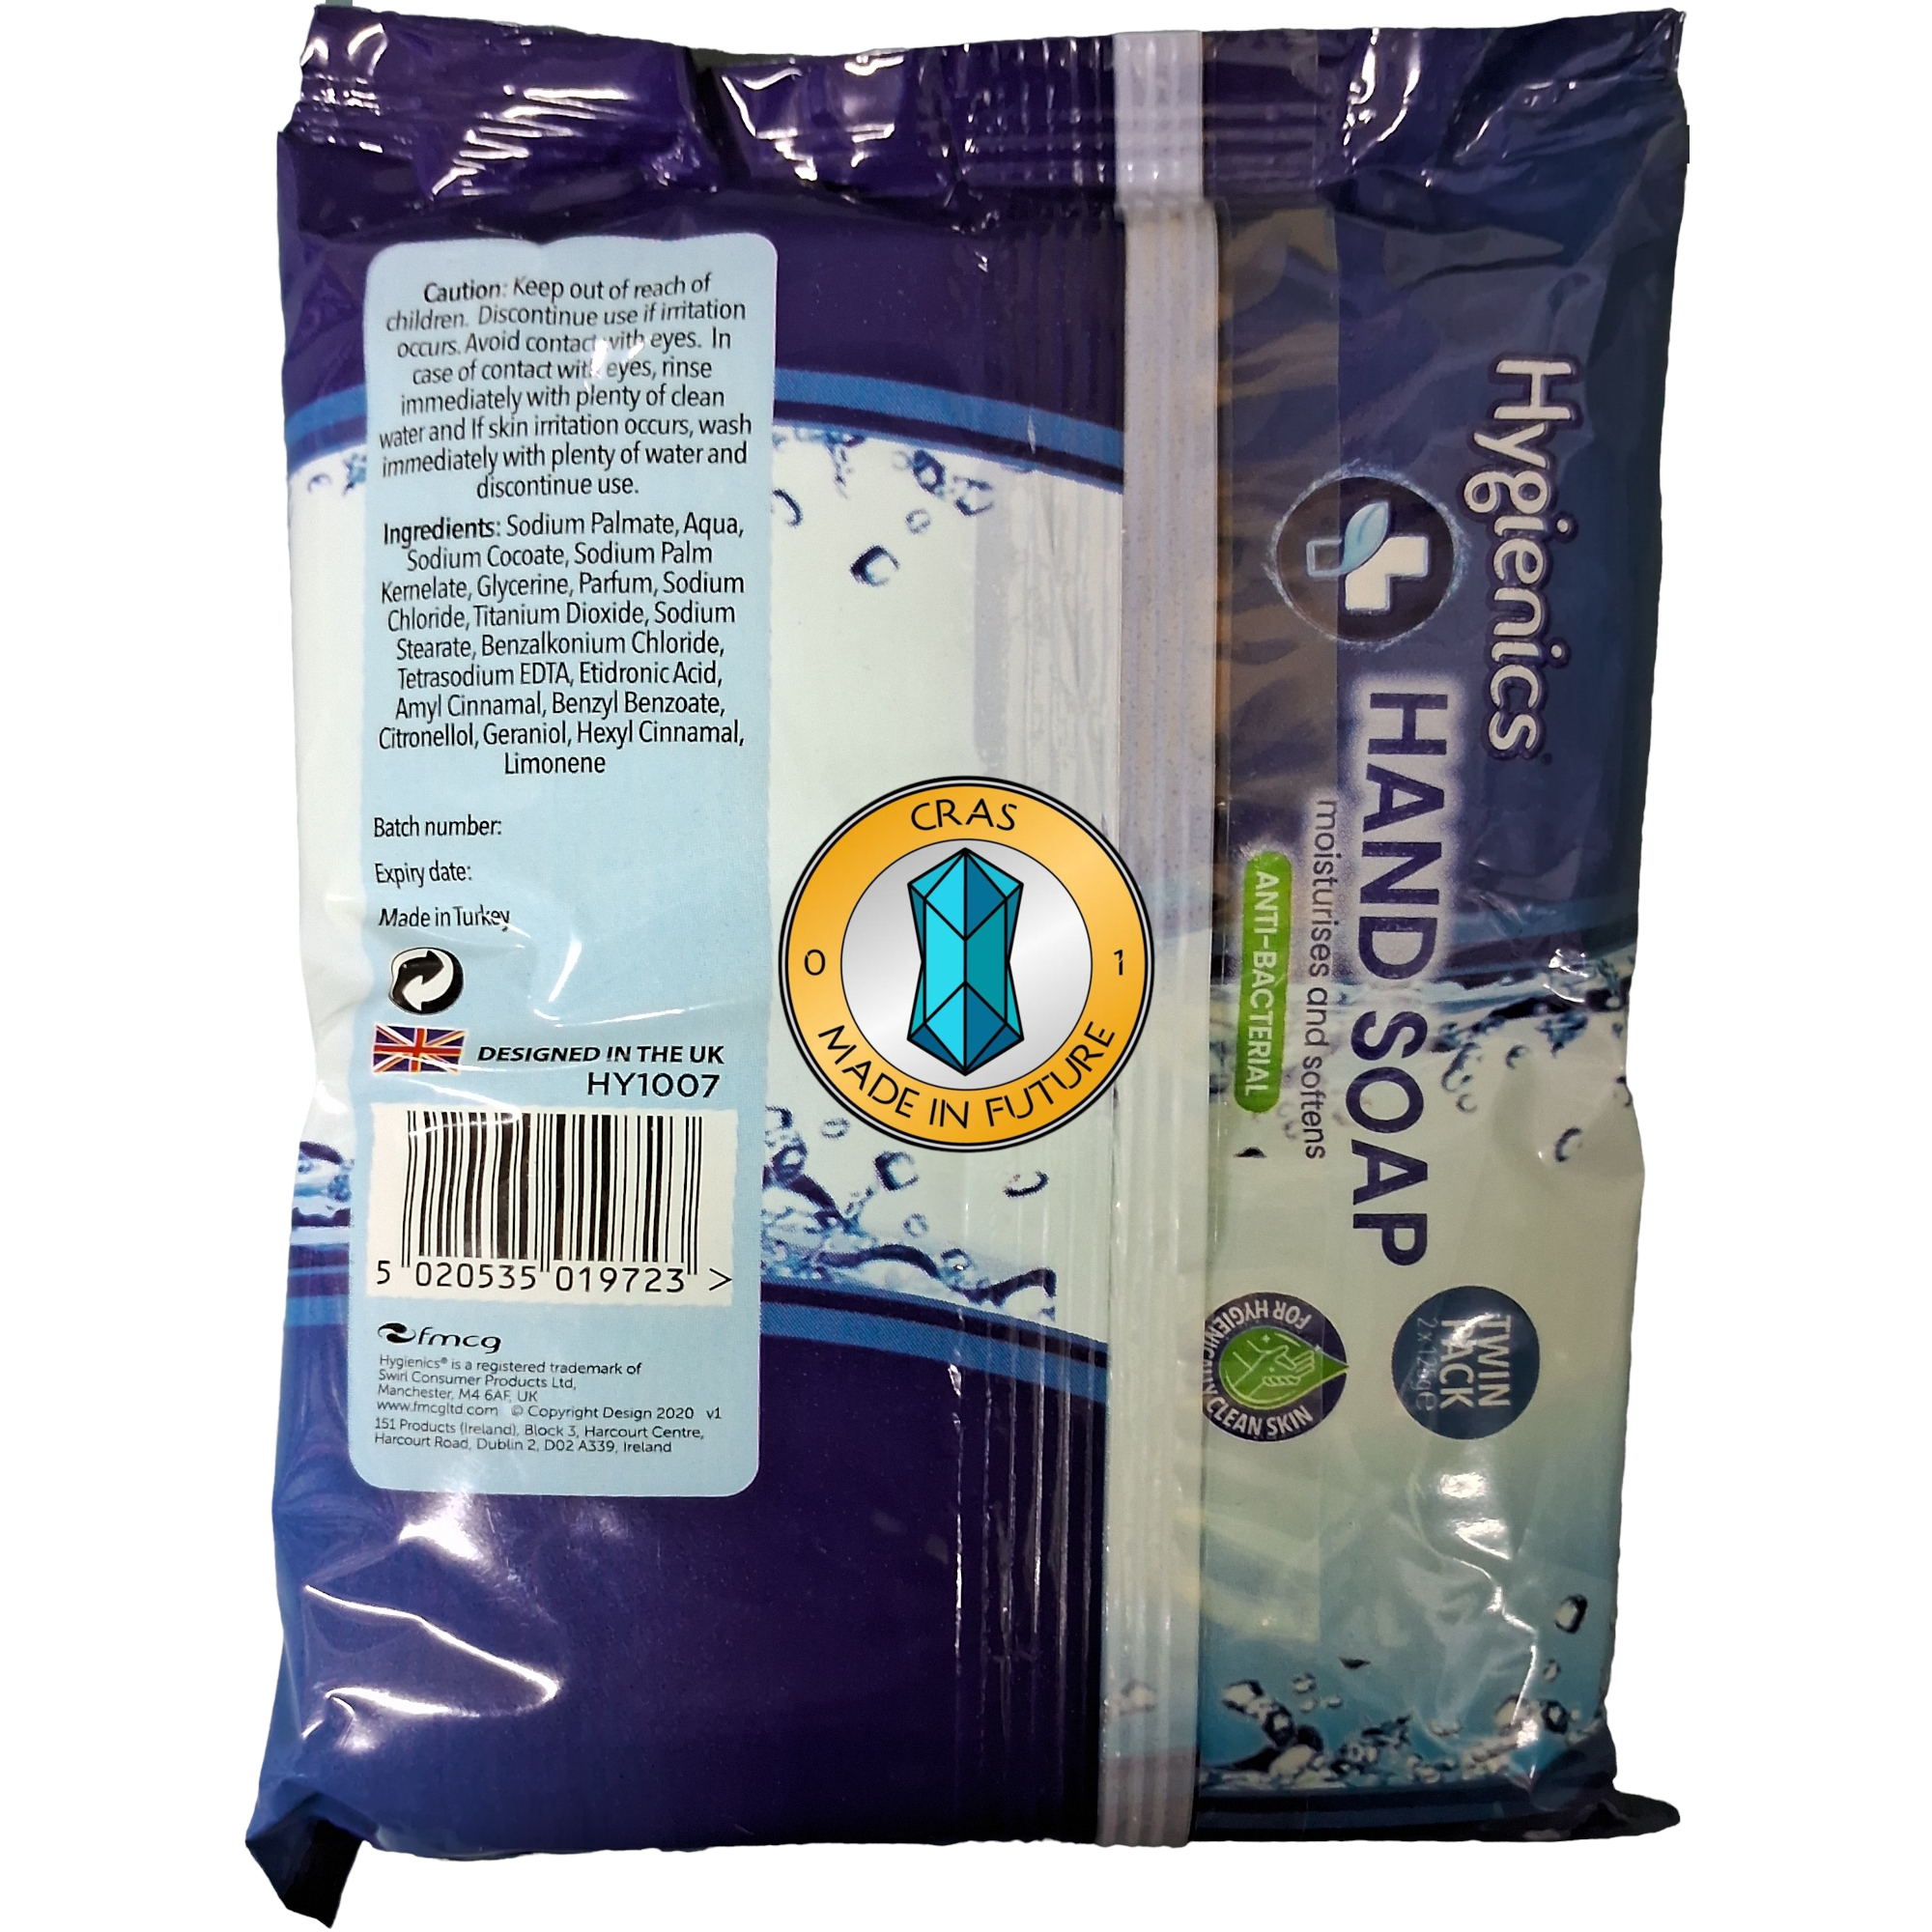 Caution: Keep out of reach of
children. Discontinue use if irritation
occurs. Avoid contact with eyes. In
case of contact with eyes, rinse
immediately with plenty of clean
water and If skin irritation occurs, wash
immediately with plenty of water and
discontinue use.
Ingredients: Sodium Palmate, Aqua,
Sodium Cocoate, Sodium Palm
Kernelate, Glycerine, Parfum, Sodium
Chloride, Titanium Dioxide, Sodium
Stearate, Benzalkonium Chloride,
Tetrasodium EDTA, Etidronic Acid,
Amyl Cinnamal, Benzyl Benzoate,
Citronellol, Geraniol, Hexyl Cinnamal,
Limonene
Batch number:
Expiry date:
Made in Turkey
DESIGNED IN THE UK
HY1007
5 020535 019723 >
fmcg
Hygienics® is a registered trademark of
Swirl Consumer Products Ltd,
Manchester, M4 6AF, UK
www.fmcgltd.com © Copyright Design 2020 v1
151 Products (Ireland), Block 3, Harcourt Centre,
Harcourt Road, Dublin 2, D02 A339, Ireland
CRAS
0 1
MADE IN FUTURE
Hygienics
HAND SOAP
moisturises and softens
ANTI-BACTERIAL
TWIN
PACK
2 x 125g e
FOR HYGIENICALLY CLEAN SKIN